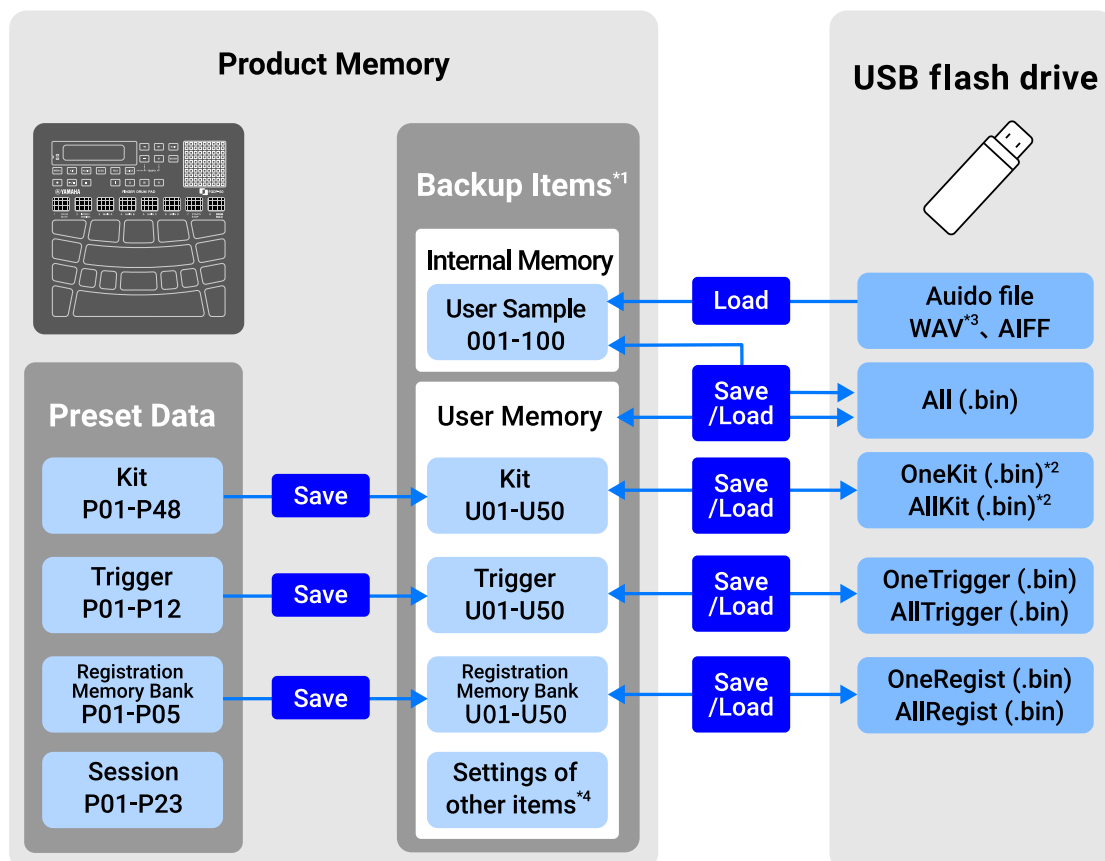 Product Memory
YAMAHA
FINGER DRUM PAD
Backup Items*1
Internal Memory
User Sample
001-100
Preset Data
Kit
P01-P48
Trigger
P01-P12
Registration
Memory Bank
P01-P05
Session
P01-P23
Save
Save
Save
User Memory
Kit
U01-U50
Trigger
U01-U50
Registration
Memory Bank
U01-U50
Settings of
other items*4
Load
Save
/Load
Save
/Load
Save
/Load
Save
/Load
USB flash drive
Auido file
WAV*3、AIFF
All (.bin)
OneKit (.bin)*2
AllKit (.bin)*2
OneTrigger (.bin)
AllTrigger (.bin)
OneRegist (.bin)
AllRegist (.bin)